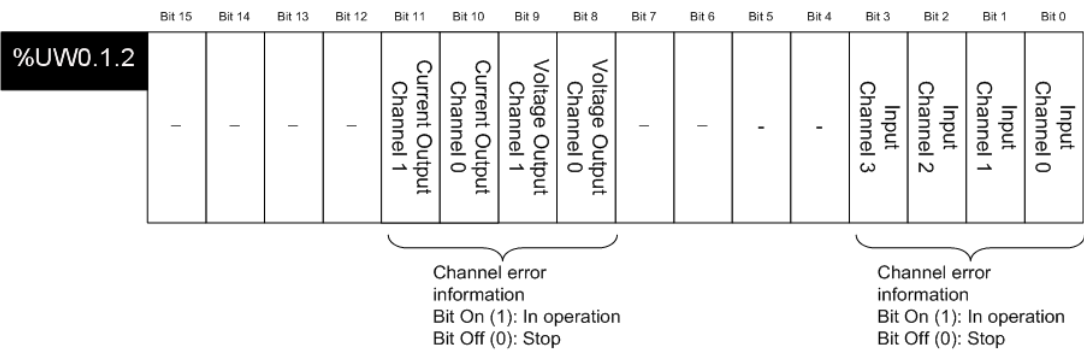 Bit 15 Bit 14 Bit 13 Bit 12 Bit 11 Bit 10 Bit 9 Bit 8 Bit 7 Bit 6 Bit 5 Bit 4 Bit 3 Bit 2 Bit 1 Bit 0
%UW0.1.2
–
–
–
–
Current Output
Channel 1
Current Output
Channel 0
Voltage Output
Channel 1
Voltage Output
Channel 0
–
–
-
-
Input
Channel 3
Input
Channel 2
Input
Channel 1
Input
Channel 0
Channel error
information
Bit On (1): In operation
Bit Off (0): Stop
Channel error
information
Bit On (1): In operation
Bit Off (0): Stop